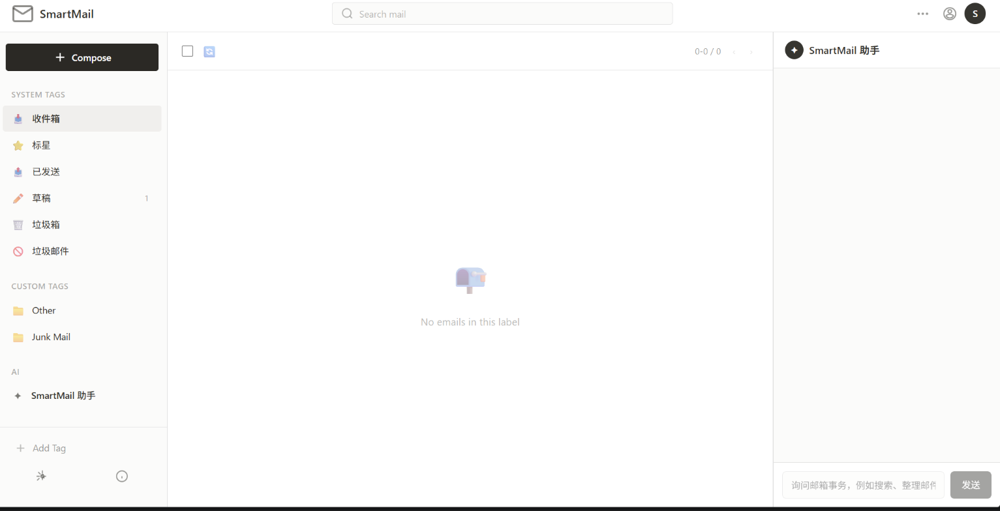 SmartMail
Search mail
S
Compose
SYSTEM TAGS
收件箱
标星
已发送
草稿 1
垃圾箱
垃圾邮件
CUSTOM TAGS
Other
Junk Mail
AI
SmartMail 助手
Add Tag
0-0 / 0
No emails in this label
SmartMail 助手
询问邮箱事务，例如搜索、整理邮件
发送